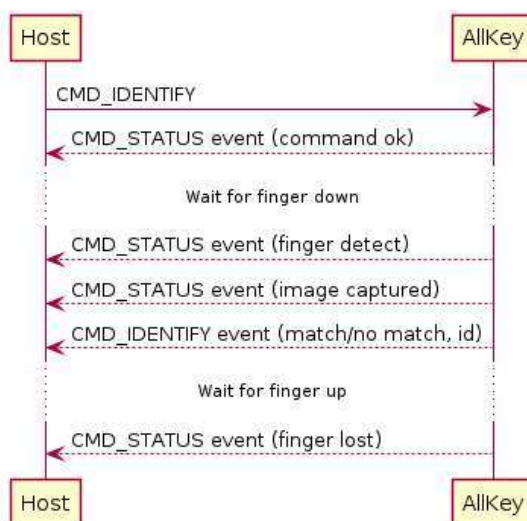 Host AllKey
CMD_IDENTIFY
CMD_STATUS event (command ok)
Wait for finger down
CMD_STATUS event (finger detect)
CMD_STATUS event (image captured)
CMD_IDENTIFY event (match/no match, id)
Wait for finger up
CMD_STATUS event (finger lost)
Host AllKey